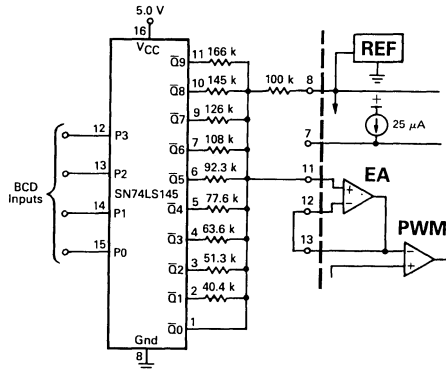 5.0 V
16
VCC
Q̅9 11 166 k
Q̅8 10 145 k
Q̅7 9 126 k
Q̅6 7 108 k
Q̅5 6 92.3 k
Q̅4 5 77.6 k
Q̅3 4 63.6 k
Q̅2 3 51.3 k
Q̅1 2 40.4 k
Q̅0 1
BCD
Inputs
12 P3
13 P2
14 P1
15 P0
SN74LS145
Gnd
8
100 k
8
REF
25 μA
7
11
EA
+
12
−
13
PWM
−
+